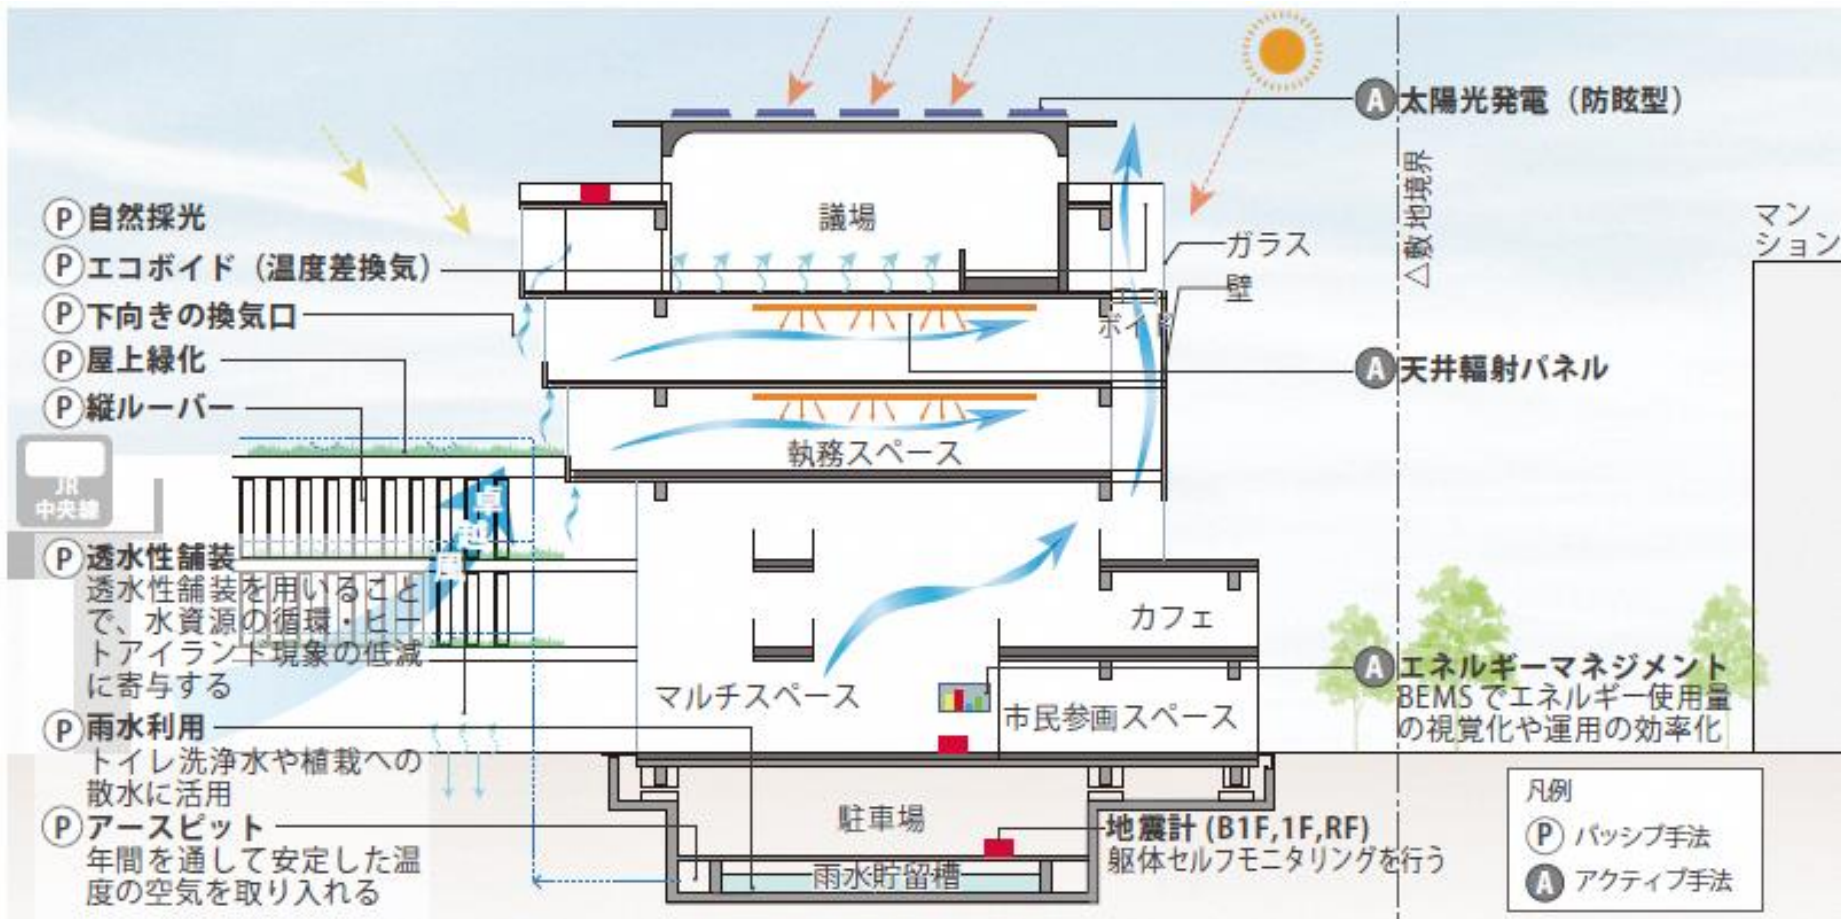 Ⓐ太陽光発電（防眩型）
△敷地境界
マン
ション
Ⓟ自然採光
議場
Ⓟエコボイド（温度差換気）
ガラス
壁
Ⓟ下向きの換気口
Ⓟ屋上緑化
Ⓐ天井輻射パネル
Ⓟ縦ルーバー
執務スペース
JR
中央線
卓越風
Ⓟ透水性舗装
透水性舗装を用いること
で、水資源の循環・ヒー
トアイランド現象の低減
に寄与する
カフェ
マルチスペース
市民参画スペース
Ⓐエネルギーマネジメント
BEMSでエネルギー使用量
の視覚化や運用の効率化
Ⓟ雨水利用
トイレ洗浄水や植栽への
散水に活用
駐車場
Ⓟアースピット
年間を通して安定した温
度の空気を取り入れる
雨水貯留槽
地震計(B1F,1F,RF)
躯体セルフモニタリングを行う
凡例
Ⓟ パッシブ手法
Ⓐ アクティブ手法